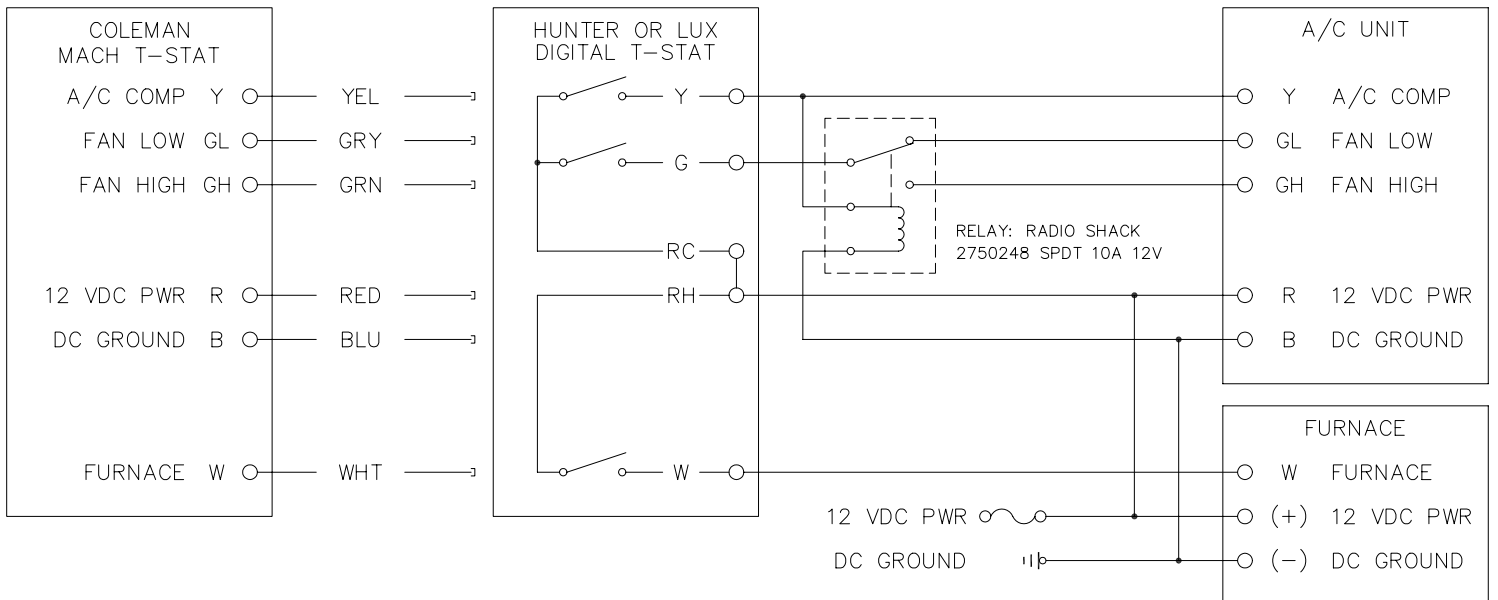 COLEMAN
MACH T-STAT
A/C COMP Y YEL
FAN LOW GL GRY
FAN HIGH GH GRN
12 VDC PWR R RED
DC GROUND B BLU
FURNACE W WHT
HUNTER OR LUX
DIGITAL T-STAT
Y
G
RC
RH
W
RELAY: RADIO SHACK
2750248 SPDT 10A 12V
A/C UNIT
Y A/C COMP
GL FAN LOW
GH FAN HIGH
R 12 VDC PWR
B DC GROUND
FURNACE
W FURNACE
12 VDC PWR (+) 12 VDC PWR
DC GROUND (-) DC GROUND